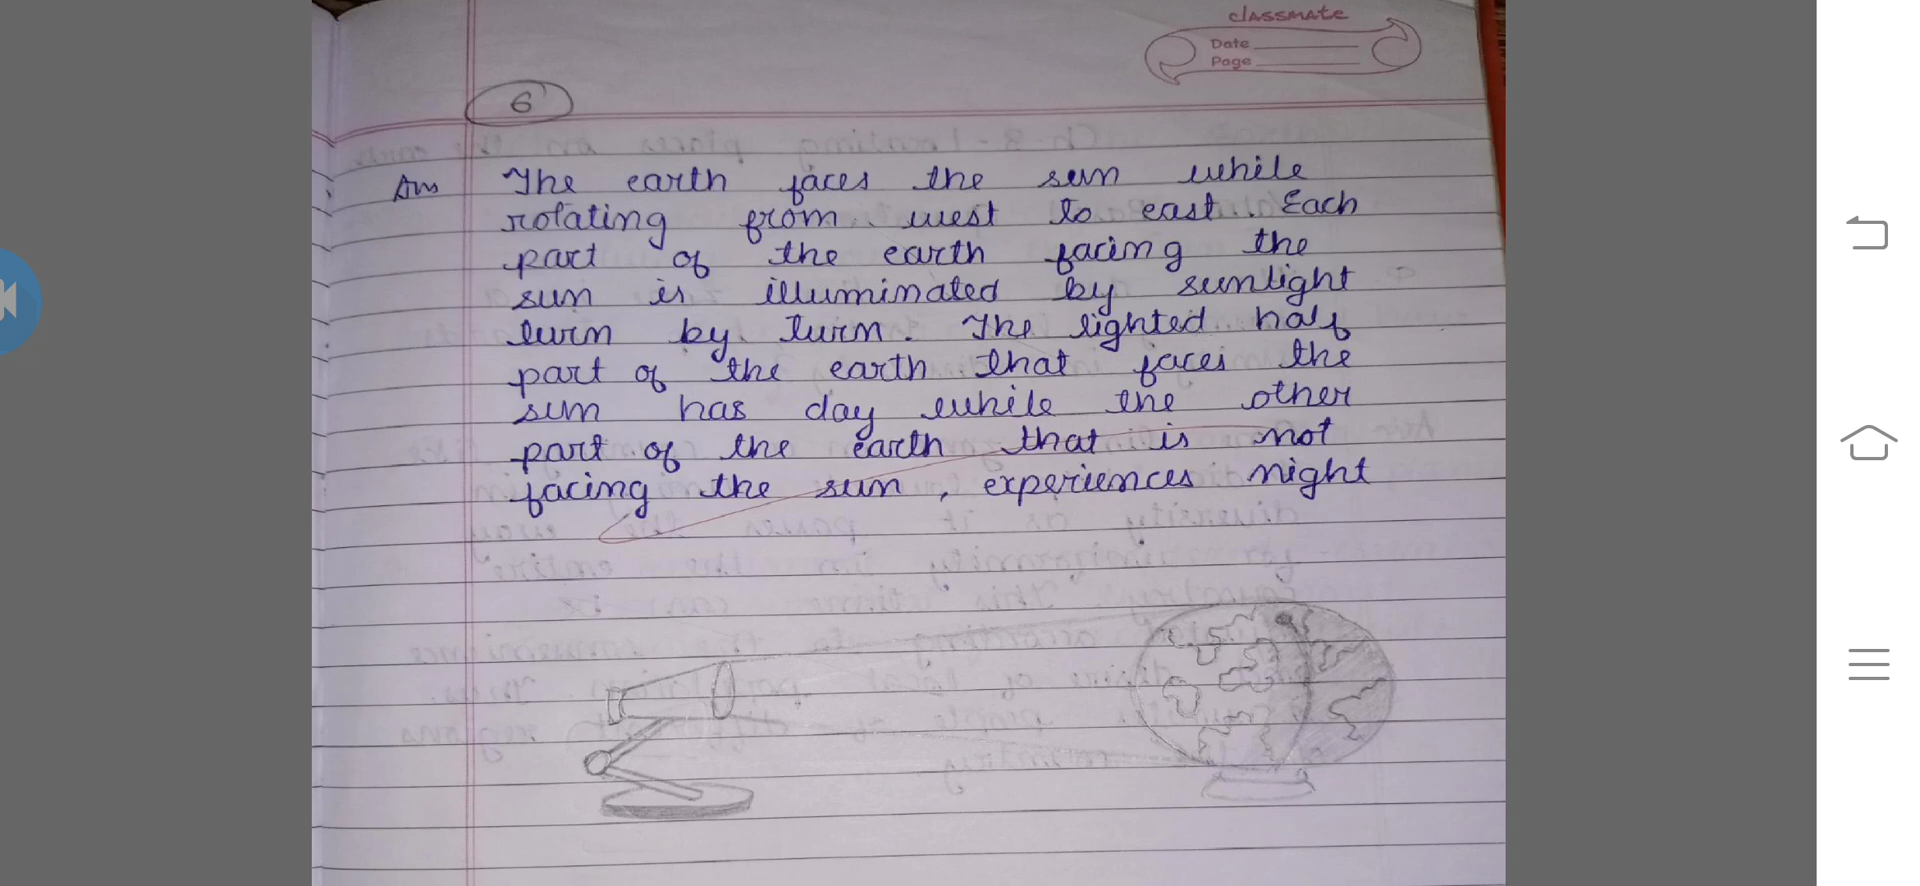 classmate
Date
Page
6
Ans The earth faces the sun while
rotating from west to east. Each
part of the earth facing the
sun is illuminated by sunlight
turn by turn. The lighted half
part of the earth that faces the
sun has day while the other
part of the earth that is not
facing the sun, experiences night